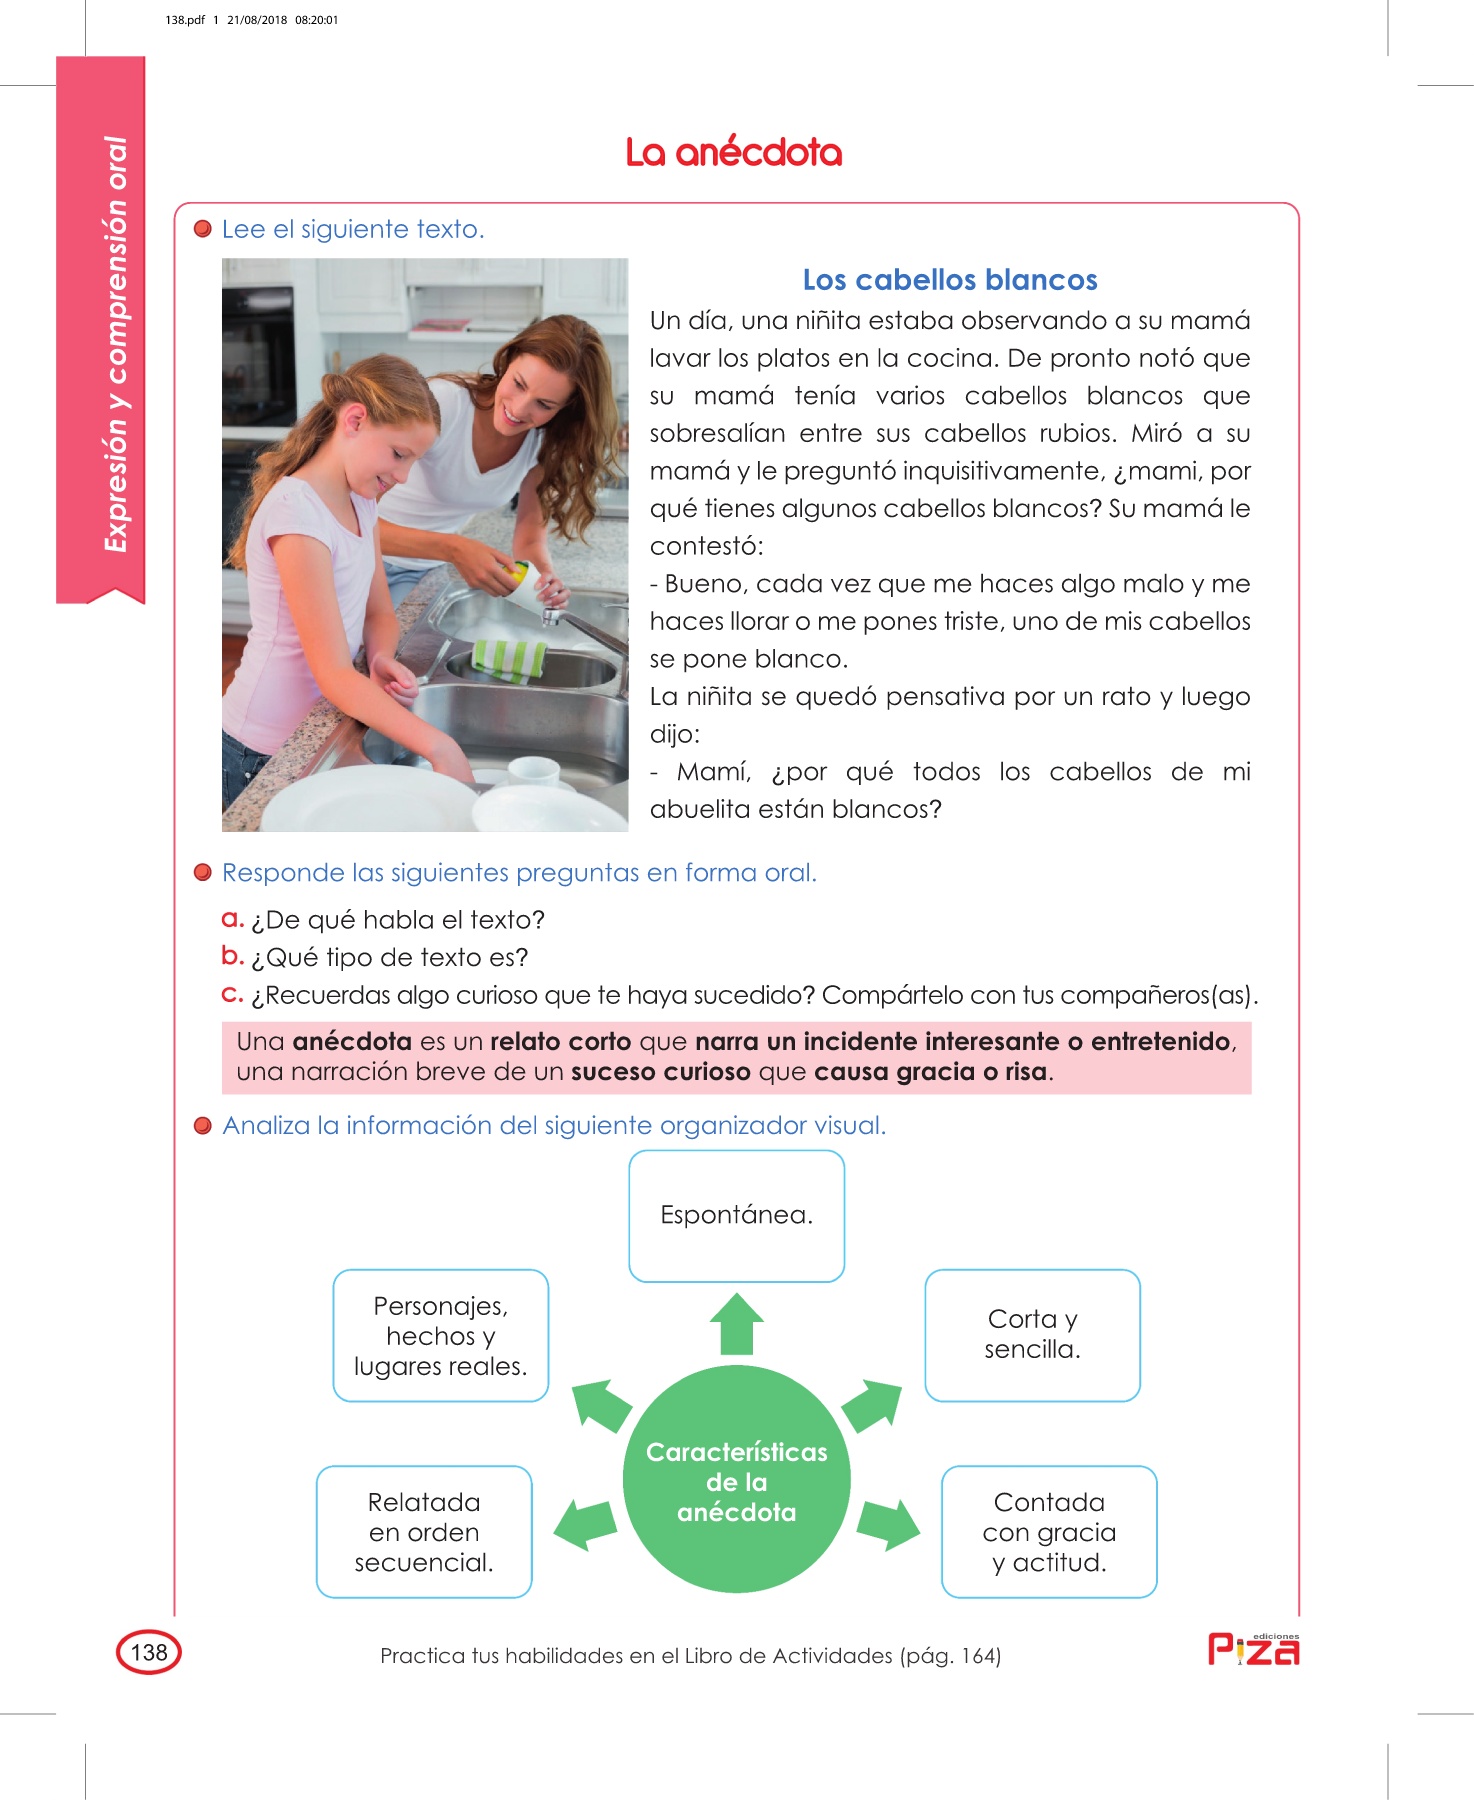 138.pdf 1 21/08/2018 08:20:01
Expresión y comprensión oral
La anécdota
Lee el siguiente texto.
Los cabellos blancos
Un día, una niñita estaba observando a su mamá
lavar los platos en la cocina. De pronto notó que
su mamá tenía varios cabellos blancos que
sobresalían entre sus cabellos rubios. Miró a su
mamá y le preguntó inquisitivamente, ¿mami, por
qué tienes algunos cabellos blancos? Su mamá le
contestó:
- Bueno, cada vez que me haces algo malo y me
haces llorar o me pones triste, uno de mis cabellos
se pone blanco.
La niñita se quedó pensativa por un rato y luego
dijo:
- Mamí, ¿por qué todos los cabellos de mi
abuelita están blancos?
Responde las siguientes preguntas en forma oral.
a. ¿De qué habla el texto?
b. ¿Qué tipo de texto es?
c. ¿Recuerdas algo curioso que te haya sucedido? Compártelo con tus compañeros(as).
Una anécdota es un relato corto que narra un incidente interesante o entretenido,
una narración breve de un suceso curioso que causa gracia o risa.
Analiza la información del siguiente organizador visual.
Espontánea.
Personajes,
hechos y
lugares reales.
Corta y
sencilla.
Características
de la
anécdota
Relatada
en orden
secuencial.
Contada
con gracia
y actitud.
138
Practica tus habilidades en el Libro de Actividades (pág. 164)
ediciones
Piza